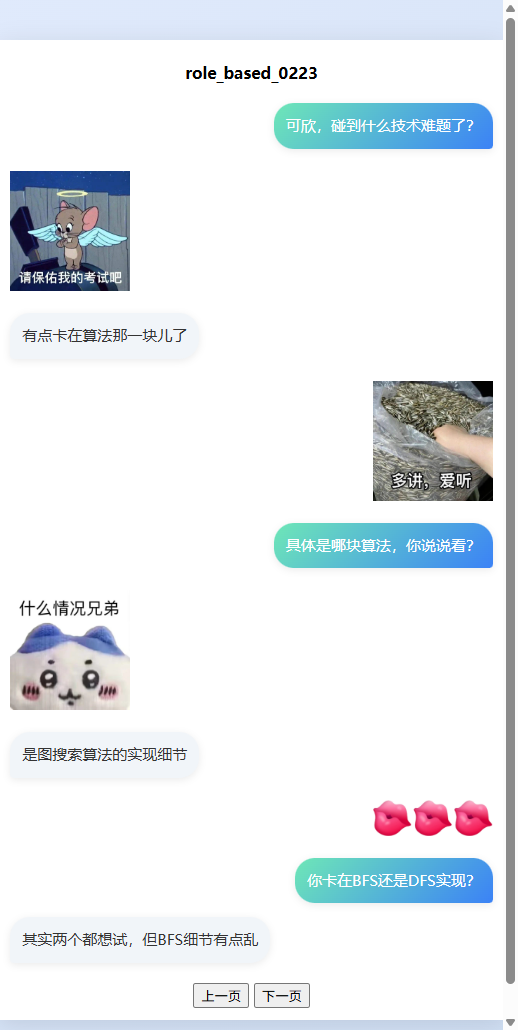 role_based_0223
可欣，碰到什么技术难题了？
请保佑我的考试吧
有点卡在算法那一块儿了
多讲，爱听
具体是哪块算法，你说说看？
什么情况兄弟
是图搜索算法的实现细节
你卡在BFS还是DFS实现？
其实两个都想试，但BFS细节有点乱
上一页 下一页